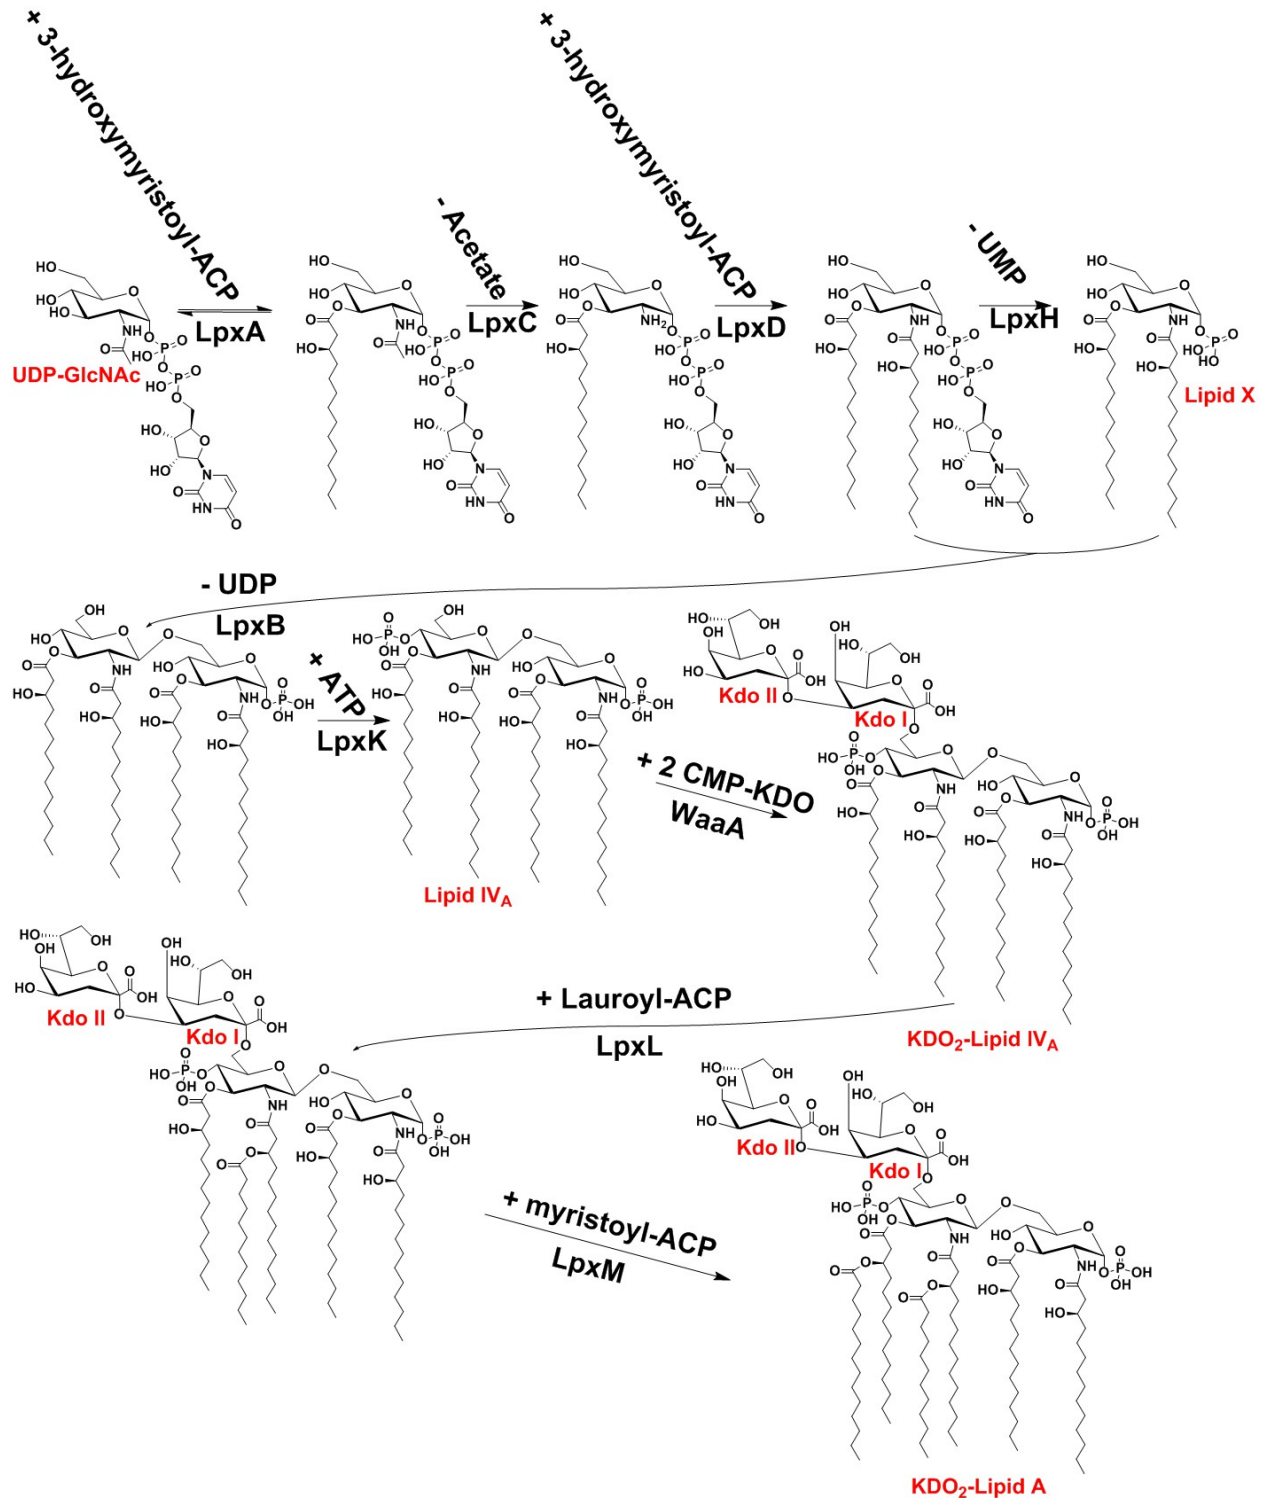 + 3-hydroxymyristoyl-ACP
LpxA
- Acetate
LpxC
+ 3-hydroxymyristoyl-ACP
LpxD
- UMP
LpxH
UDP-GlcNAc
Lipid X
- UDP
LpxB
+ ATP
LpxK
Lipid IVA
+ 2 CMP-KDO
WaaA
Kdo II
Kdo I
KDO2-Lipid IVA
+ Lauroyl-ACP
LpxL
Kdo II
Kdo I
+ myristoyl-ACP
LpxM
Kdo II
Kdo I
KDO2-Lipid A